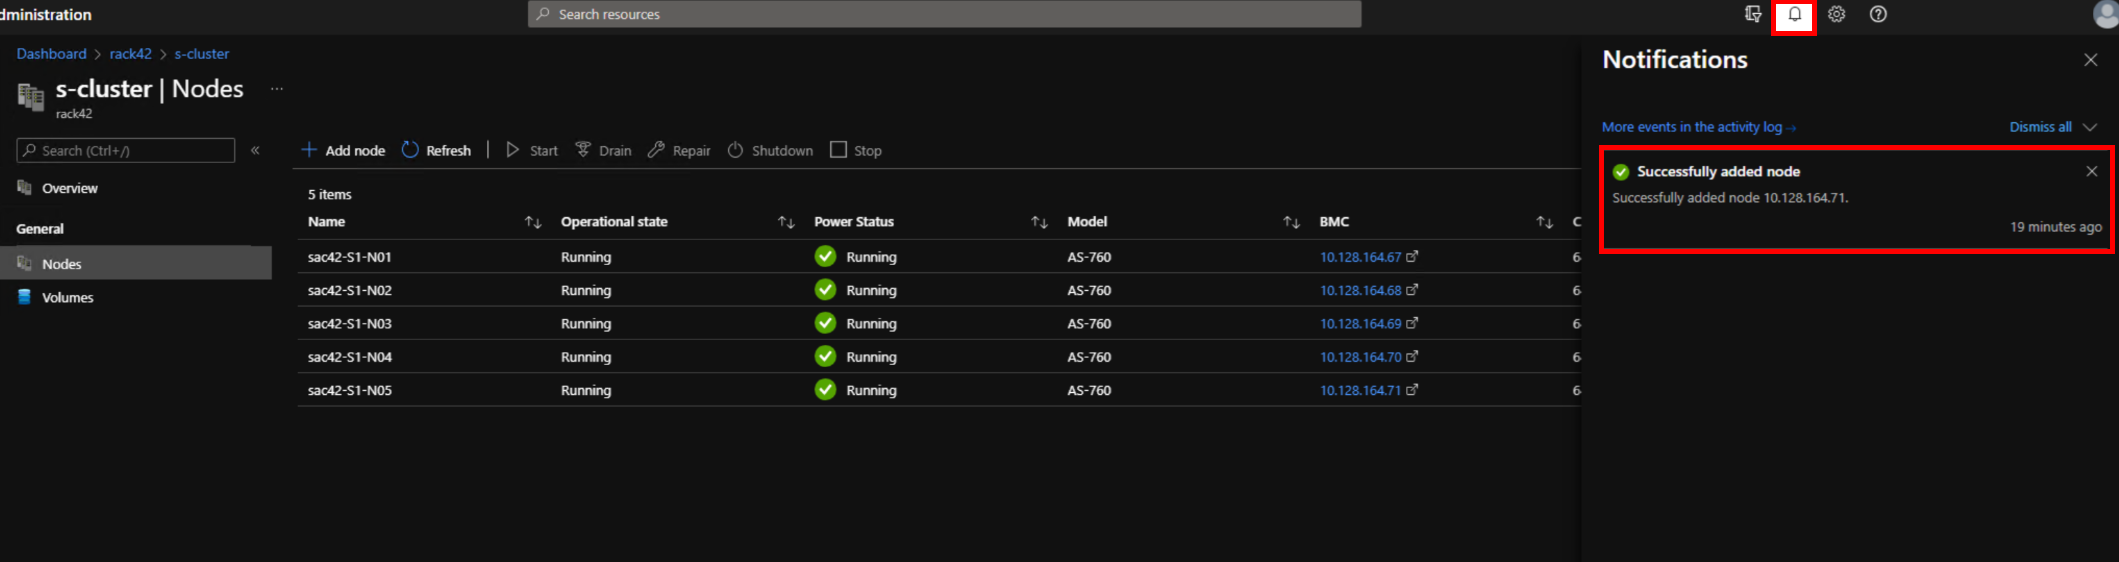 dministration
Search resources
Dashboard > rack42 > s-cluster
s-cluster | Nodes ...
rack42
Search (Ctrl+/) «
Overview
General
Nodes
Volumes
+ Add node Refresh | Start Drain Repair Shutdown Stop
5 items
Name ↑↓ Operational state ↑↓ Power Status ↑↓ Model ↑↓ BMC ↑↓ C
sac42-S1-N01 Running Running AS-760 10.128.164.67 6
sac42-S1-N02 Running Running AS-760 10.128.164.68 6
sac42-S1-N03 Running Running AS-760 10.128.164.69 6
sac42-S1-N04 Running Running AS-760 10.128.164.70 6
sac42-S1-N05 Running Running AS-760 10.128.164.71 6
Notifications
More events in the activity log →
Dismiss all
Successfully added node
Successfully added node 10.128.164.71.
19 minutes ago